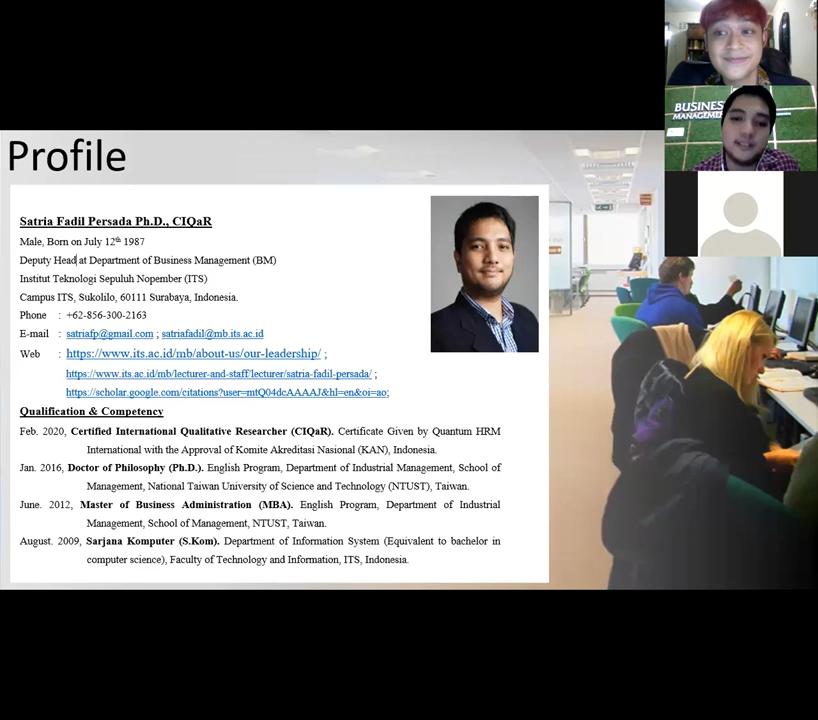 BUSINESS
MANAGEMENT
Profile
Satria Fadil Persada Ph.D., CIQaR
Male, Born on July 12th 1987
Deputy Head at Department of Business Management (BM)
Institut Teknologi Sepuluh Nopember (ITS)
Campus ITS, Sukolilo, 60111 Surabaya, Indonesia.
Phone : +62-856-300-2163
E-mail : satriafp@gmail.com ; satriafadil@mb.its.ac.id
Web : https://www.its.ac.id/mb/about-us/our-leadership/ ;
https://www.its.ac.id/mb/lecturer-and-staff/lecturer/satria-fadil-persada/ ;
https://scholar.google.com/citations?user=mtQ04dcAAAAJ&hl=en&oi=ao;
Qualification & Competency
Feb. 2020, Certified International Qualitative Researcher (CIQaR). Certificate Given by Quantum HRM
International with the Approval of Komite Akreditasi Nasional (KAN), Indonesia.
Jan. 2016, Doctor of Philosophy (Ph.D.). English Program, Department of Industrial Management, School of
Management, National Taiwan University of Science and Technology (NTUST), Taiwan.
June. 2012, Master of Business Administration (MBA). English Program, Department of Industrial
Management, School of Management, NTUST, Taiwan.
August. 2009, Sarjana Komputer (S.Kom). Department of Information System (Equivalent to bachelor in
computer science), Faculty of Technology and Information, ITS, Indonesia.